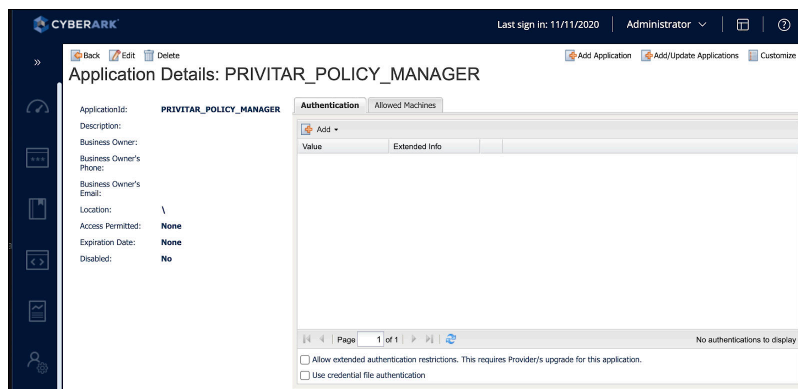 CYBERARK
Last sign in: 11/11/2020
Administrator
Back
Edit
Delete
Add Application
Add/Update Applications
Customize
Application Details: PRIVITAR_POLICY_MANAGER
ApplicationId: PRIVITAR_POLICY_MANAGER
Description:
Business Owner:
Business Owner's
Phone:
Business Owner's
Email:
Location: \
Access Permitted: None
Expiration Date: None
Disabled: No
Authentication
Allowed Machines
Add
Value
Extended Info
Page 1 of 1
No authentications to display
Allow extended authentication restrictions. This requires Provider/s upgrade for this application.
Use credential file authentication